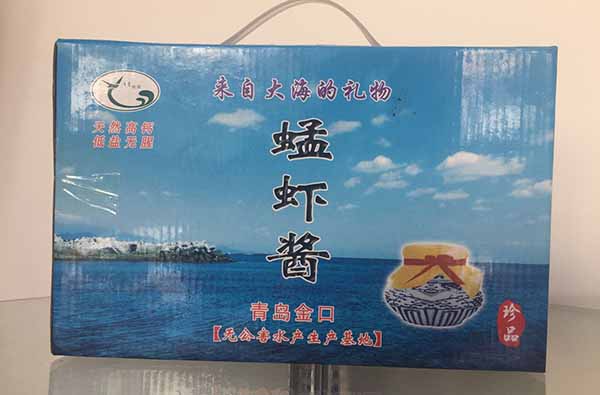 来自大海的礼物
天然高钙
低盐无腥
蜢虾酱
青岛金口
【无公害水产生产基地】
珍品